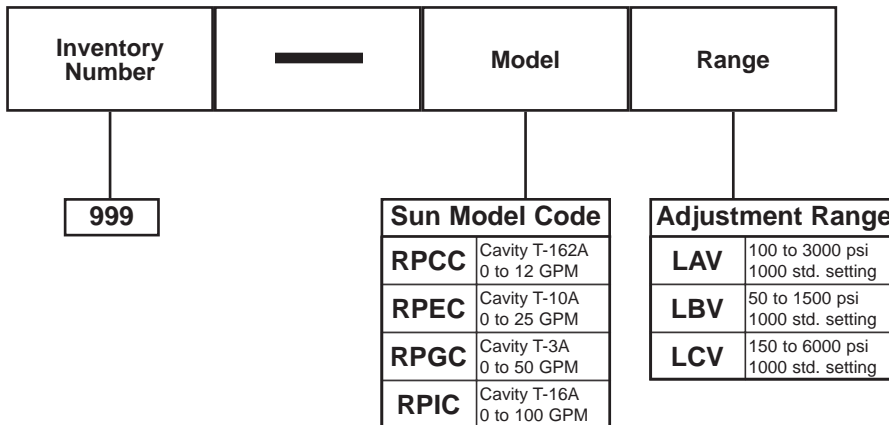 Inventory
Number
Model
Range
999
Sun Model Code
RPCC
Cavity T-162A
0 to 12 GPM
RPEC
Cavity T-10A
0 to 25 GPM
RPGC
Cavity T-3A
0 to 50 GPM
RPIC
Cavity T-16A
0 to 100 GPM
Adjustment Range
LAV
100 to 3000 psi
1000 std. setting
LBV
50 to 1500 psi
1000 std. setting
LCV
150 to 6000 psi
1000 std. setting